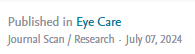 Published in Eye Care
Journal Scan / Research · July 07, 2024